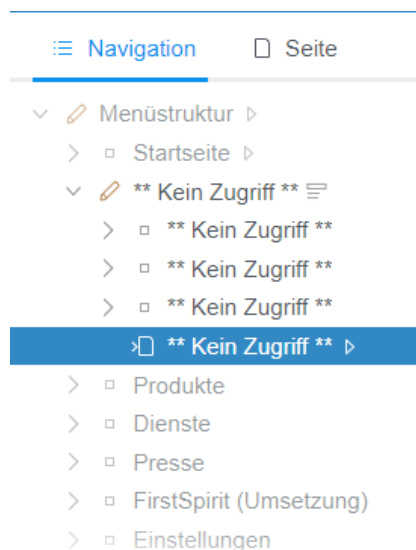 Navigation Seite
Menüstruktur
Startseite
** Kein Zugriff **
** Kein Zugriff **
** Kein Zugriff **
** Kein Zugriff **
** Kein Zugriff **
Produkte
Dienste
Presse
FirstSpirit (Umsetzung)
Einstellungen